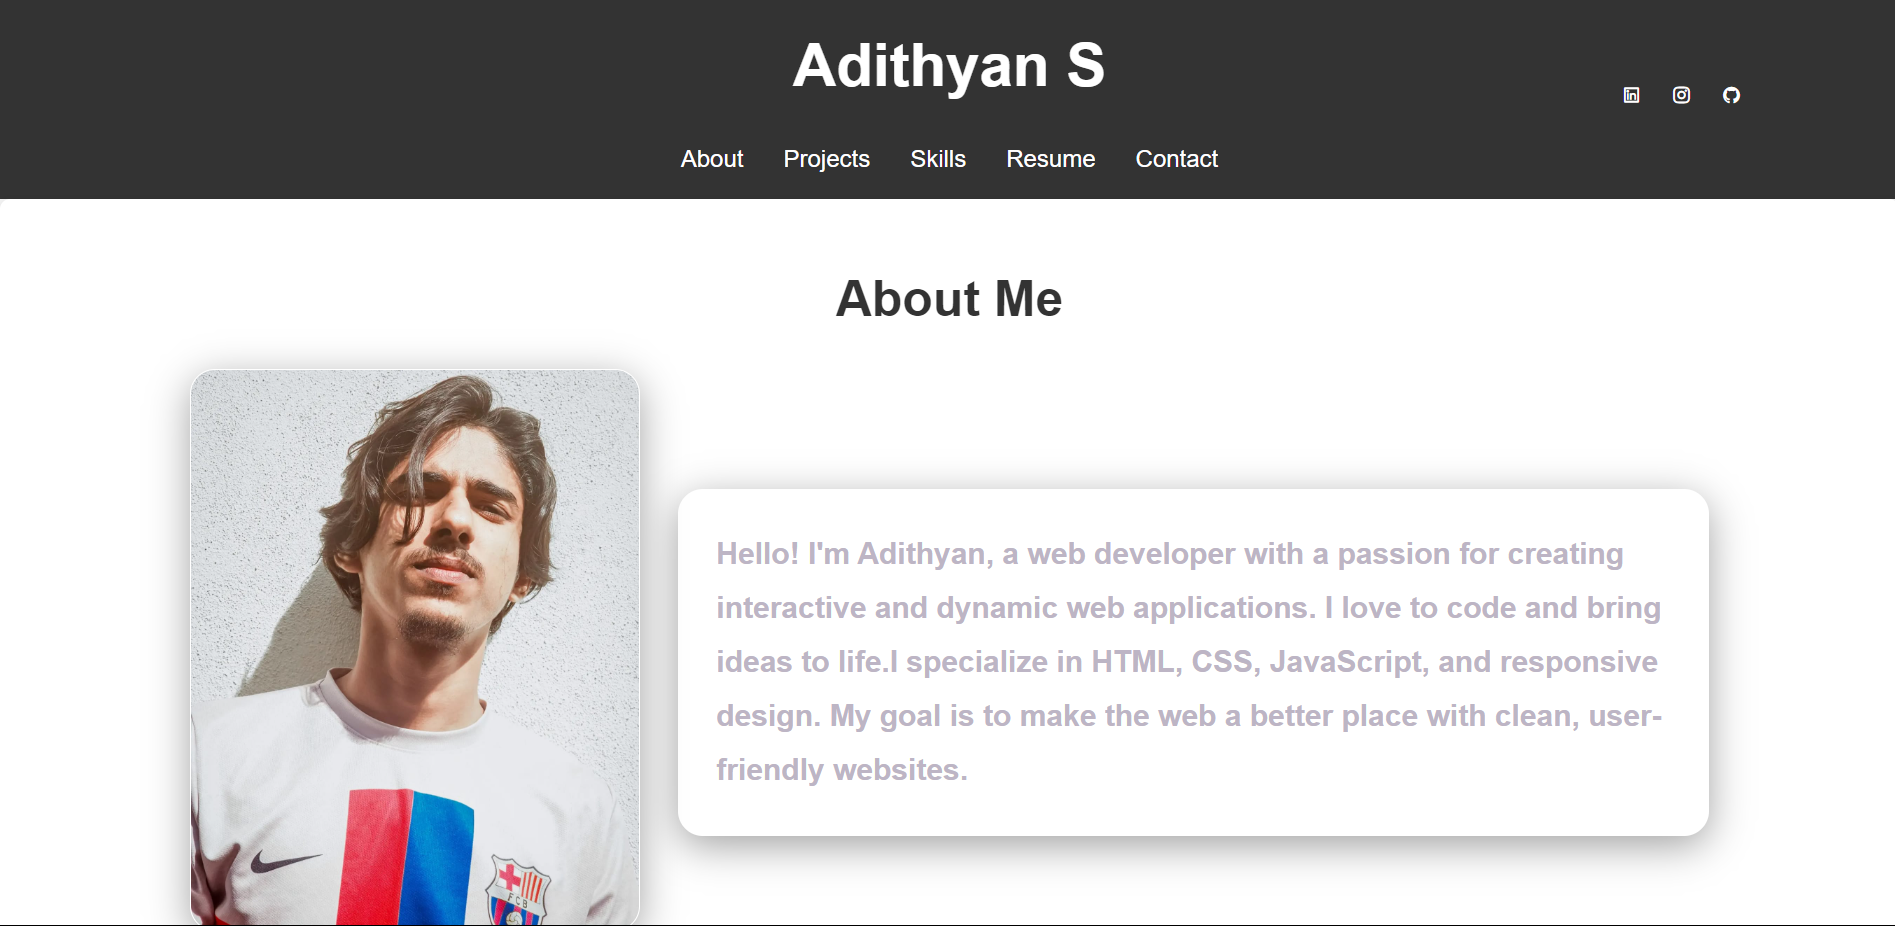 Adithyan S
About Projects Skills Resume Contact
About Me
Hello! I'm Adithyan, a web developer with a passion for creating
interactive and dynamic web applications. I love to code and bring
ideas to life.I specialize in HTML, CSS, JavaScript, and responsive
design. My goal is to make the web a better place with clean, user-
friendly websites.
in
FCB